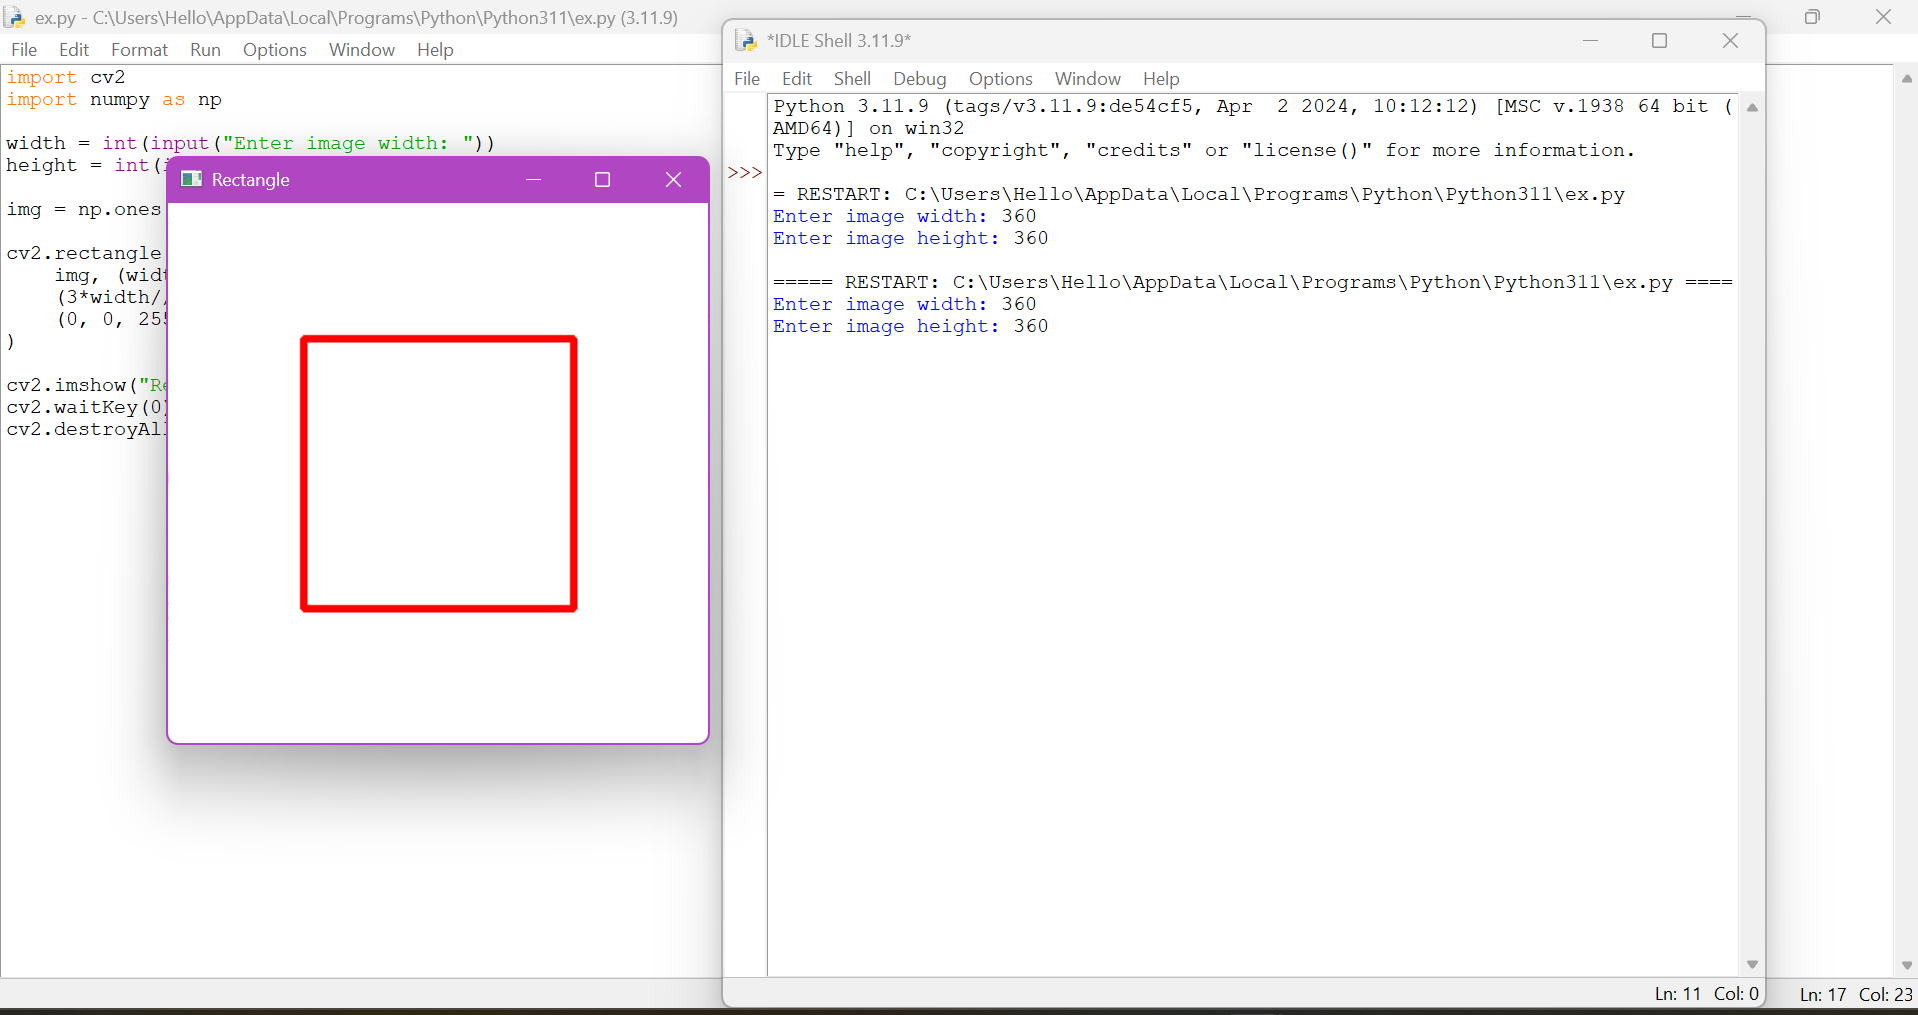 ex.py - C:\Users\Hello\AppData\Local\Programs\Python\Python311\ex.py (3.11.9)
File Edit Format Run Options Window Help
import cv2
import numpy as np
width = int(input("Enter image width: "))
height = int(
img = np.ones
cv2.rectangle
img, (widt
(3*width/
(0, 0, 255
)
cv2.imshow("Re
cv2.waitKey(0)
cv2.destroyAll
Rectangle
*IDLE Shell 3.11.9*
File Edit Shell Debug Options Window Help
Python 3.11.9 (tags/v3.11.9:de54cf5, Apr  2 2024, 10:12:12) [MSC v.1938 64 bit (
AMD64)] on win32
Type "help", "copyright", "credits" or "license()" for more information.
>>>
= RESTART: C:\Users\Hello\AppData\Local\Programs\Python\Python311\ex.py
Enter image width: 360
Enter image height: 360
===== RESTART: C:\Users\Hello\AppData\Local\Programs\Python\Python311\ex.py ====
Enter image width: 360
Enter image height: 360
Ln: 11 Col: 0
Ln: 17 Col: 23